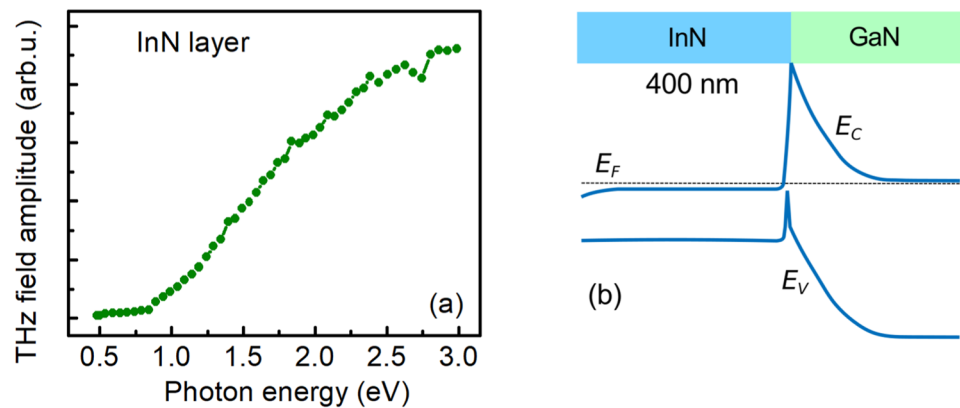 InN layer
THz field amplitude (arb.u.)
(a)
0.5 1.0 1.5 2.0 2.5 3.0
Photon energy (eV)
InN GaN
400 nm
E_C
E_F
E_V
(b)